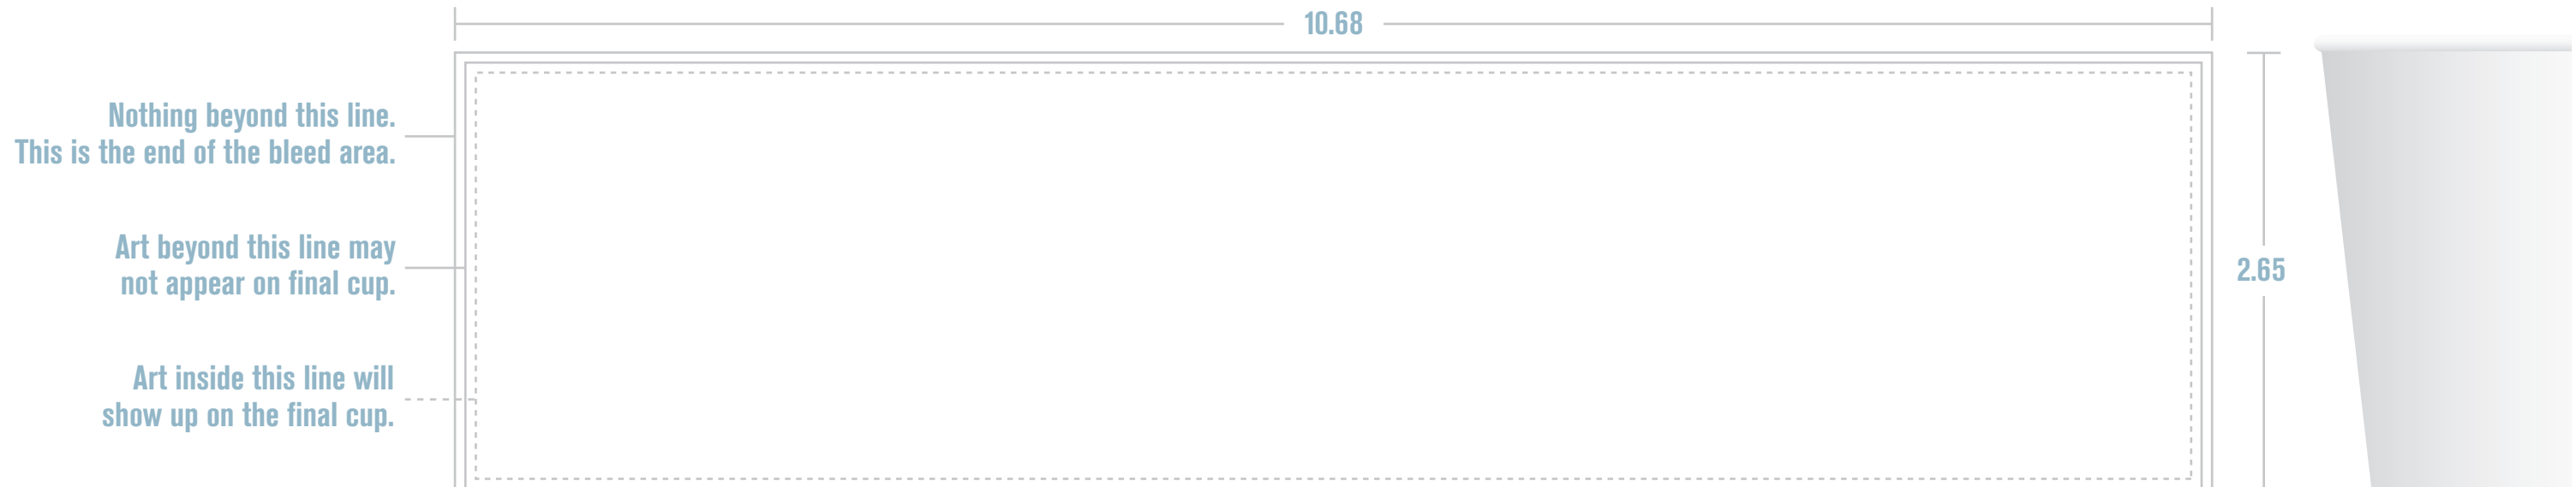 10.68
Nothing beyond this line.
This is the end of the bleed area.
Art beyond this line may
not appear on final cup.
2.65
Art inside this line will
show up on the final cup.